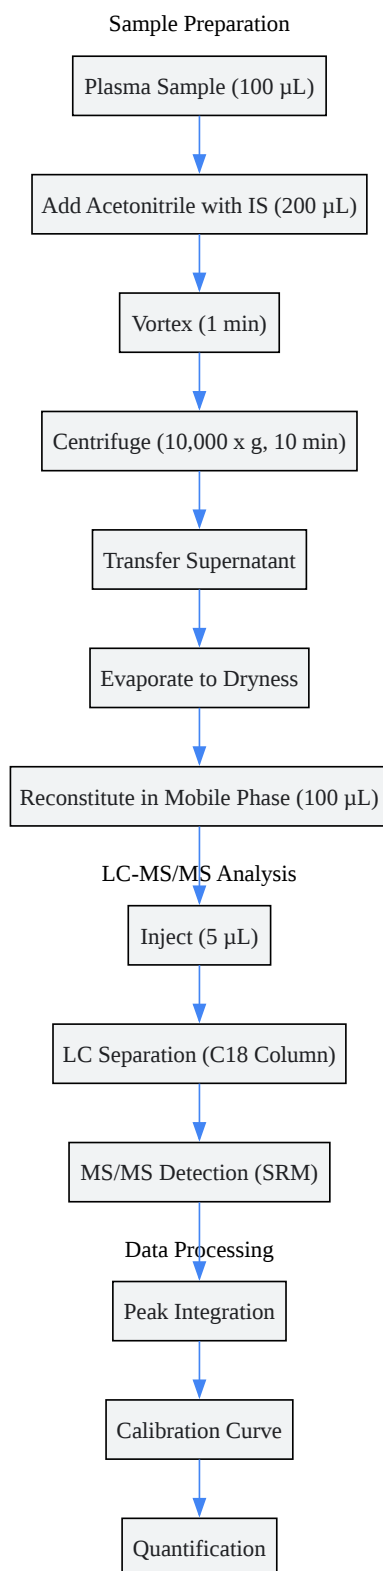 Sample Preparation
Plasma Sample (100 µL)
Add Acetonitrile with IS (200 µL)
Vortex (1 min)
Centrifuge (10,000 x g, 10 min)
Transfer Supernatant
Evaporate to Dryness
Reconstitute in Mobile Phase (100 µL)
LC-MS/MS Analysis
Inject (5 µL)
LC Separation (C18 Column)
MS/MS Detection (SRM)
Data Processing
Peak Integration
Calibration Curve
Quantification